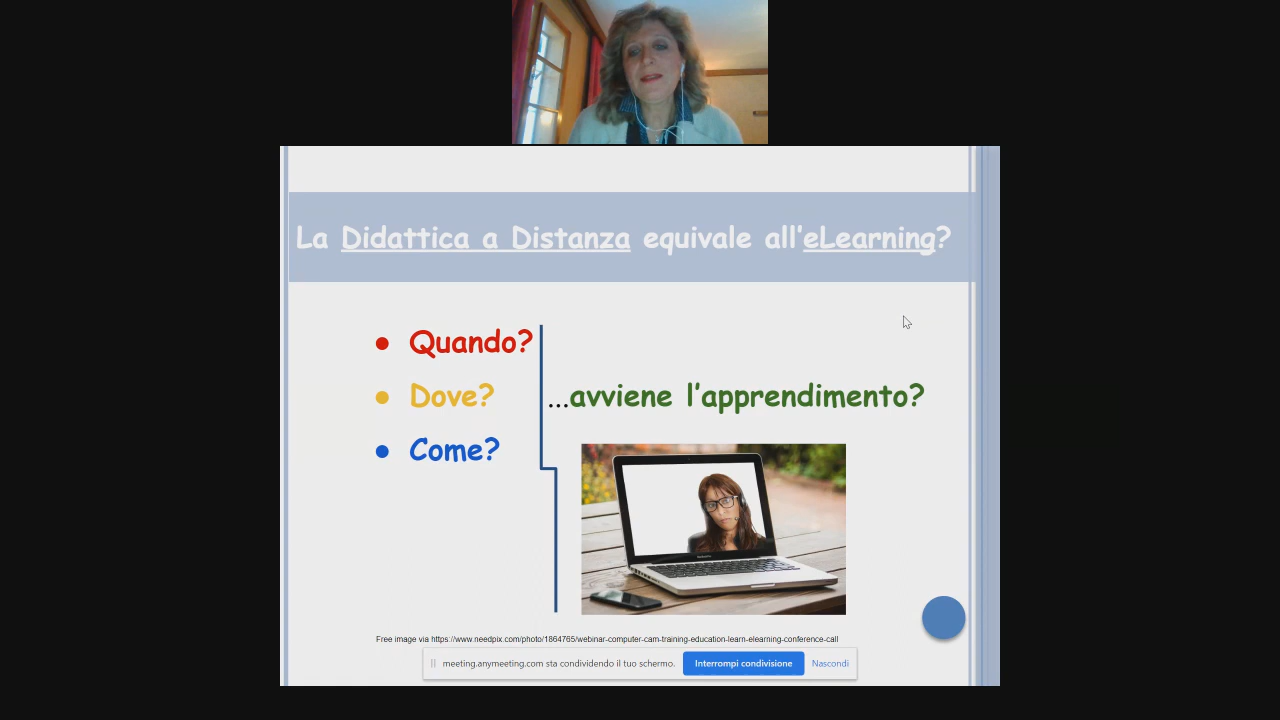 La Didattica a Distanza equivale all'eLearning?
● Quando?
● Dove?
● Come?
...avviene l'apprendimento?
Free image via https://www.needpix.com/photo/1864765/webinar-computer-cam-training-education-learn-elearning-conference-call
meeting.anymeeting.com sta condividendo il tuo schermo. Interrompi condivisione Nascondi